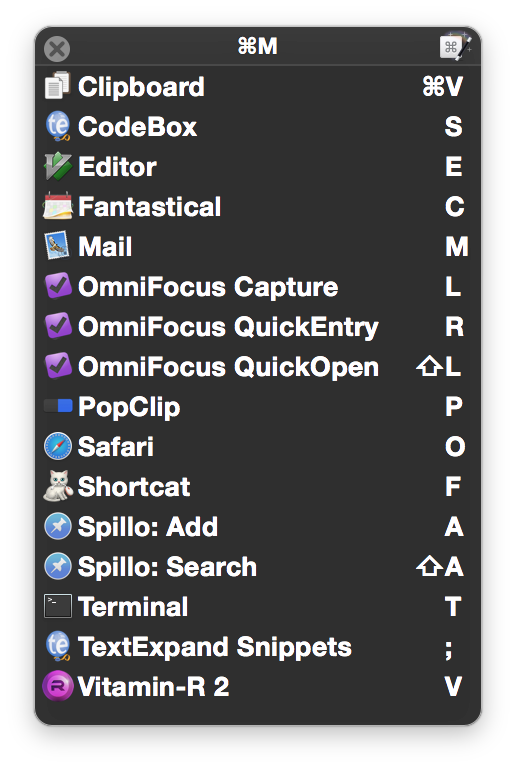 ⌘M
Clipboard ⌘V
CodeBox S
Editor E
Fantastical C
Mail M
OmniFocus Capture L
OmniFocus QuickEntry R
OmniFocus QuickOpen ⇧L
PopClip P
Safari O
Shortcat F
Spillo: Add A
Spillo: Search ⇧A
Terminal T
TextExpand Snippets ;
Vitamin-R 2 V